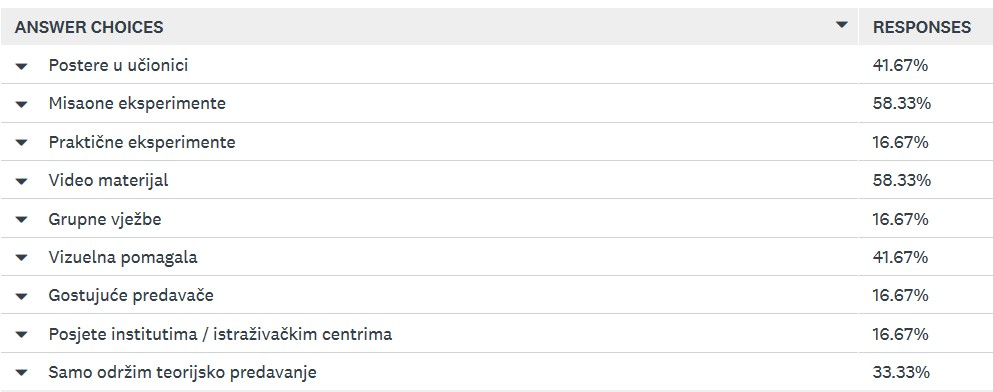 ANSWER CHOICES RESPONSES
Postere u učionici 41.67%
Misaone eksperimente 58.33%
Praktične eksperimente 16.67%
Video materijal 58.33%
Grupne vježbe 16.67%
Vizuelna pomagala 41.67%
Gostujuće predavače 16.67%
Posjete institutima / istraživačkim centrima 16.67%
Samo održim teorijsko predavanje 33.33%